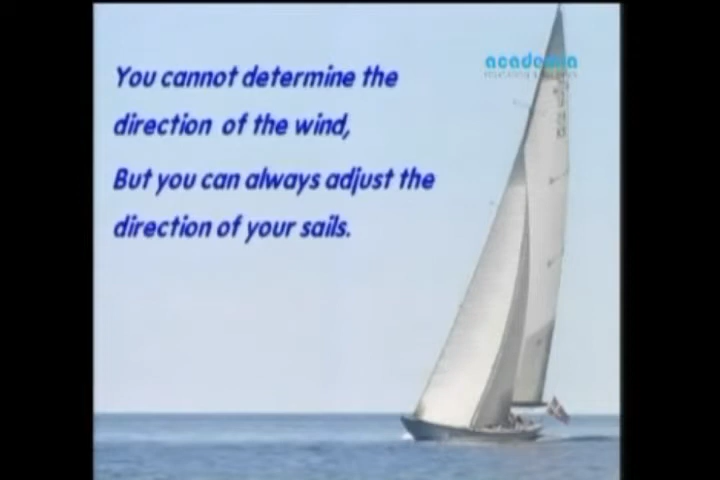 You cannot determine the
academia
direction of the wind,
But you can always adjust the
direction of your sails.